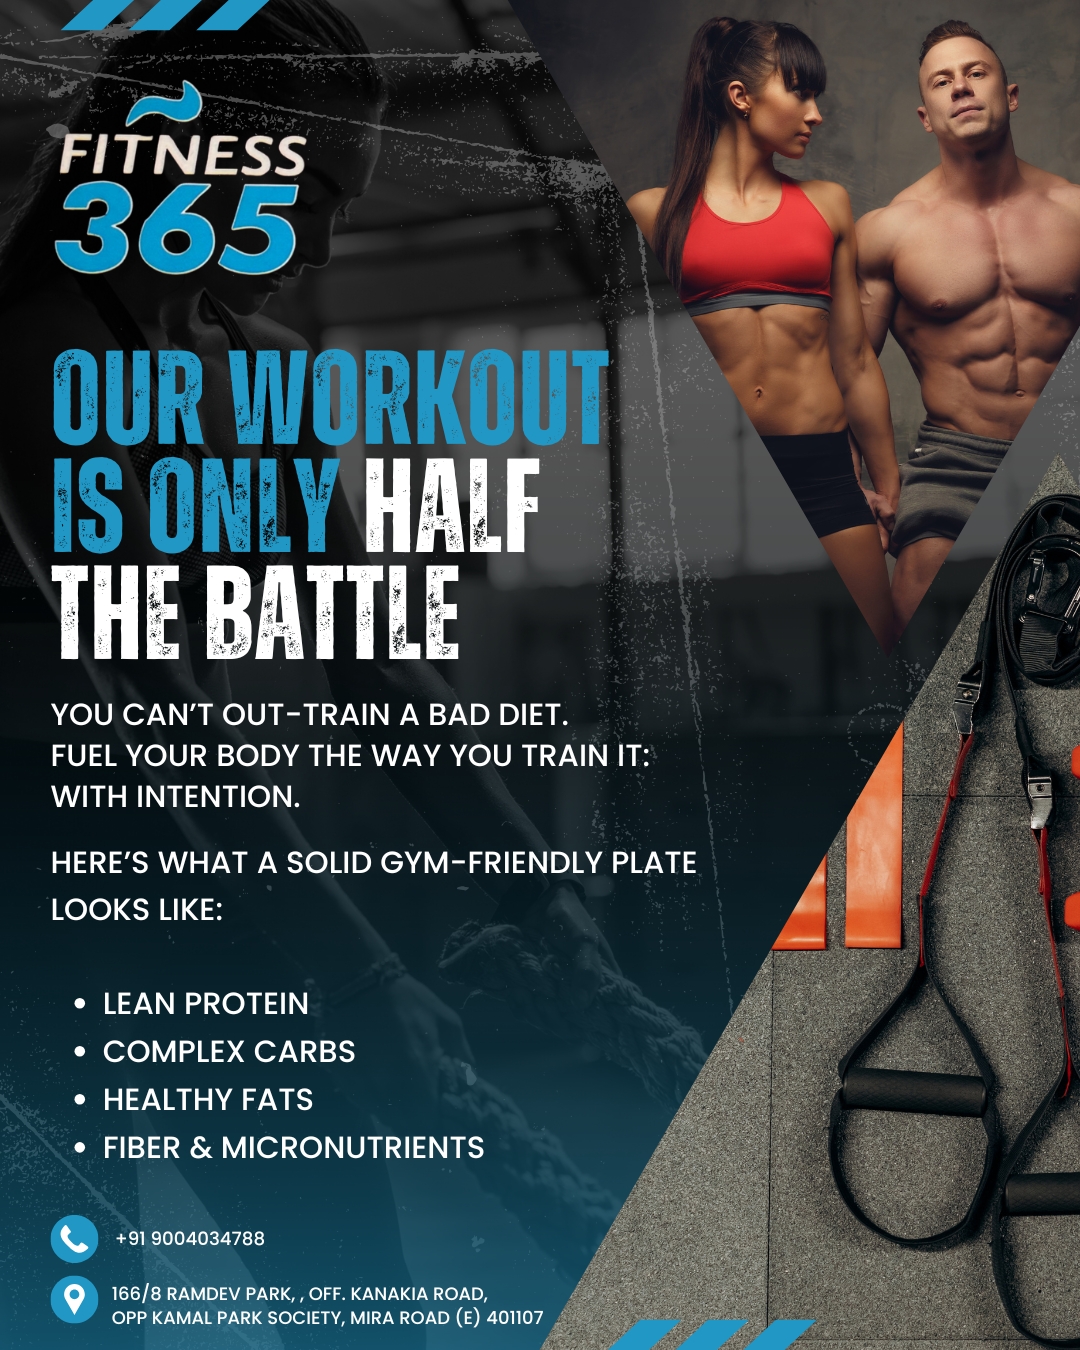 FITNESS
365
OUR WORKOUT
IS ONLY HALF
THE BATTLE
YOU CAN’T OUT-TRAIN A BAD DIET.
FUEL YOUR BODY THE WAY YOU TRAIN IT:
WITH INTENTION.
HERE’S WHAT A SOLID GYM-FRIENDLY PLATE
LOOKS LIKE:
• LEAN PROTEIN
• COMPLEX CARBS
• HEALTHY FATS
• FIBER & MICRONUTRIENTS
+91 9004034788
166/8 RAMDEV PARK, , OFF. KANAKIA ROAD,
OPP KAMAL PARK SOCIETY, MIRA ROAD (E) 401107